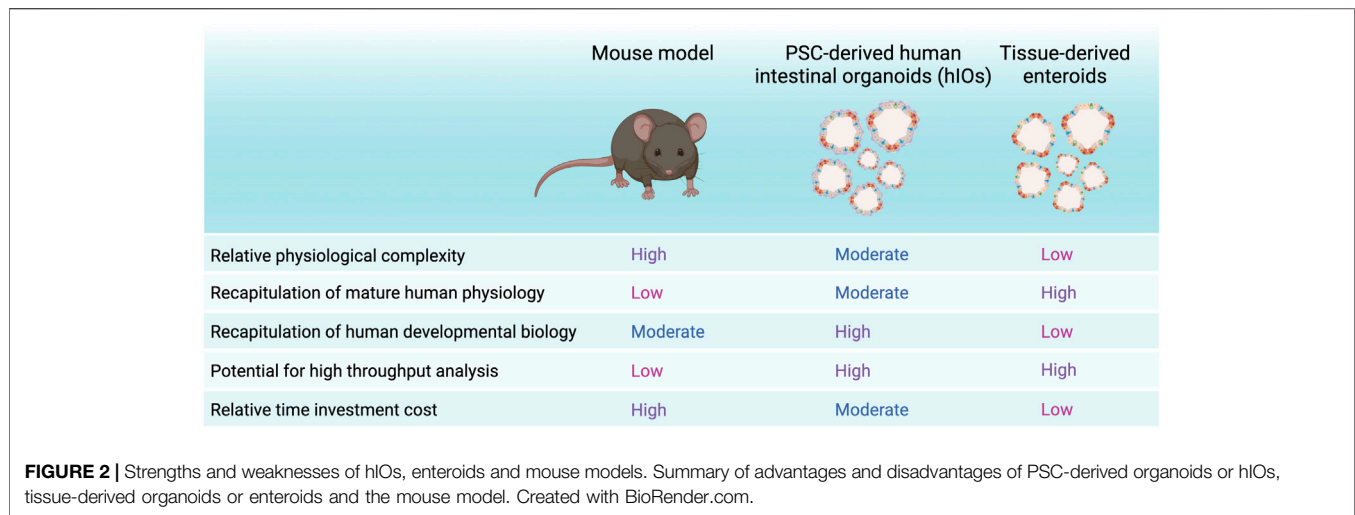 Mouse model
PSC-derived human
intestinal organoids (hIOs)
Tissue-derived
enteroids
Relative physiological complexity High Moderate Low
Recapitulation of mature human physiology Low Moderate High
Recapitulation of human developmental biology Moderate High Low
Potential for high throughput analysis Low High High
Relative time investment cost High Moderate Low
FIGURE 2 | Strengths and weaknesses of hIOs, enteroids and mouse models. Summary of advantages and disadvantages of PSC-derived organoids or hIOs,
tissue-derived organoids or enteroids and the mouse model. Created with BioRender.com.